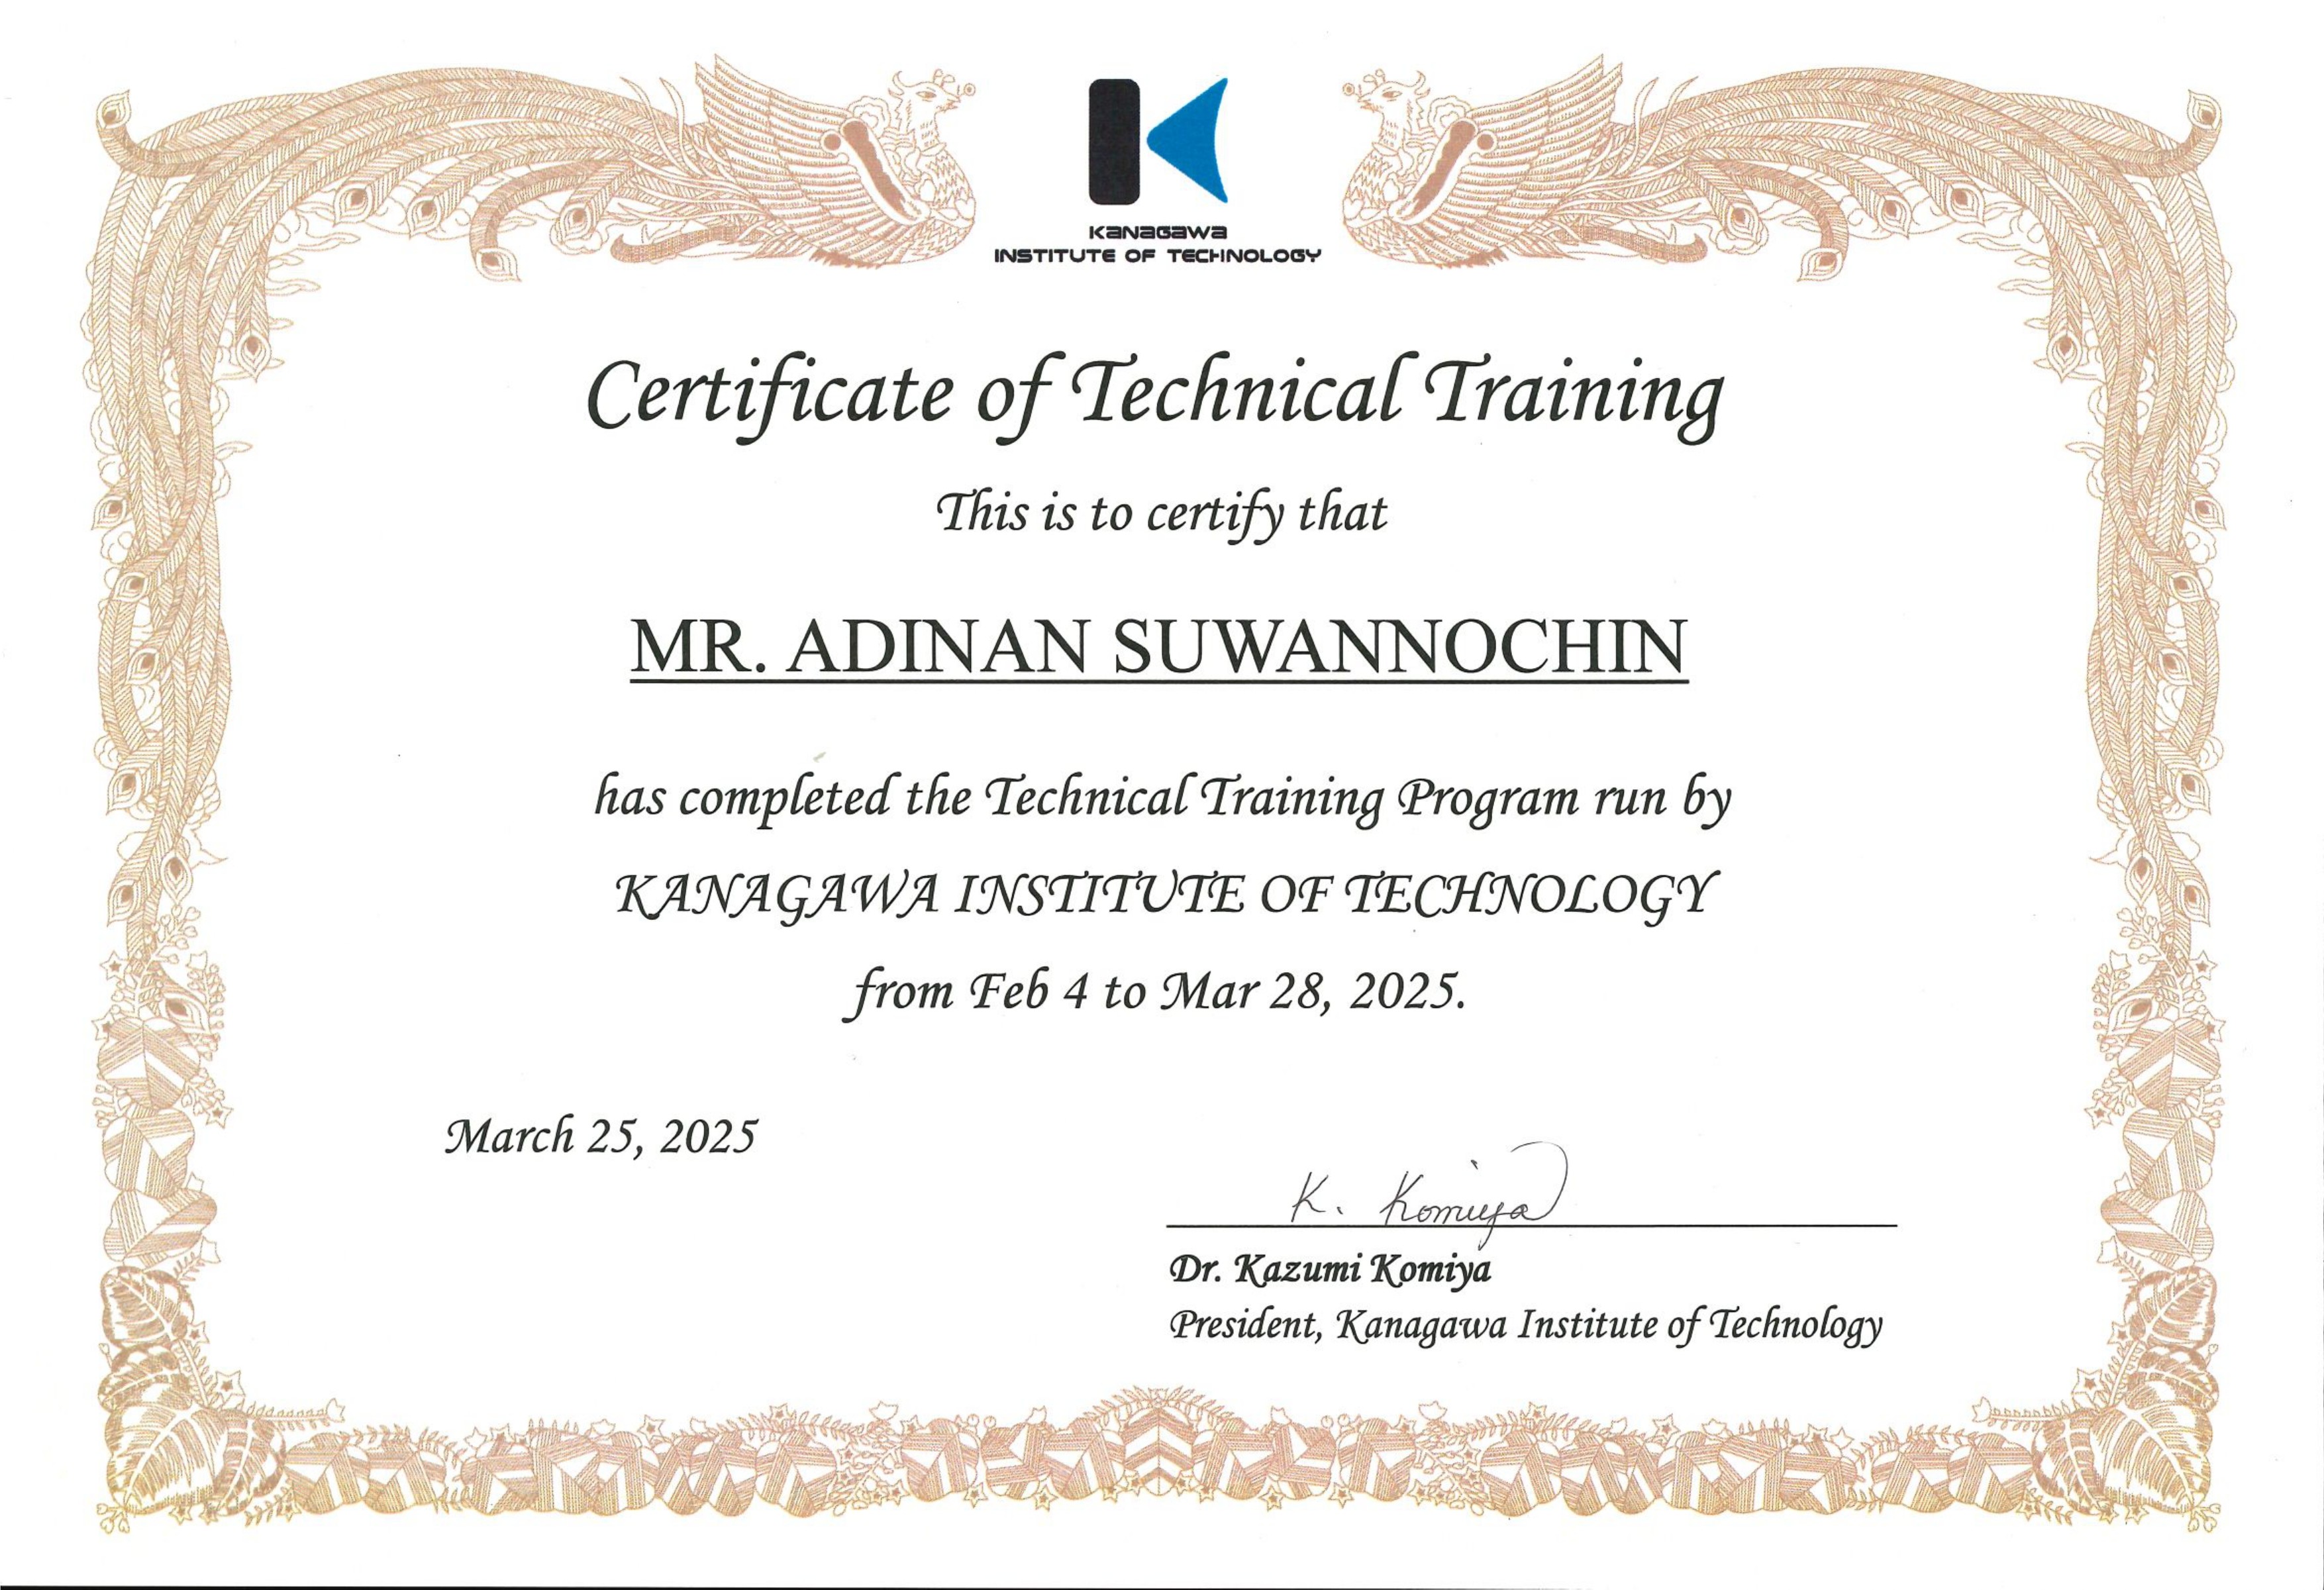 KANAGAWA
INSTITUTE OF TECHNOLOGY
Certificate of Technical Training
This is to certify that
MR. ADINAN SUWANNOCHIN
has completed the Technical Training Program run by
KANAGAWA INSTITUTE OF TECHNOLOGY
from Feb 4 to Mar 28, 2025.
March 25, 2025
K. Komiya
Dr. Kazumi Komiya
President, Kanagawa Institute of Technology